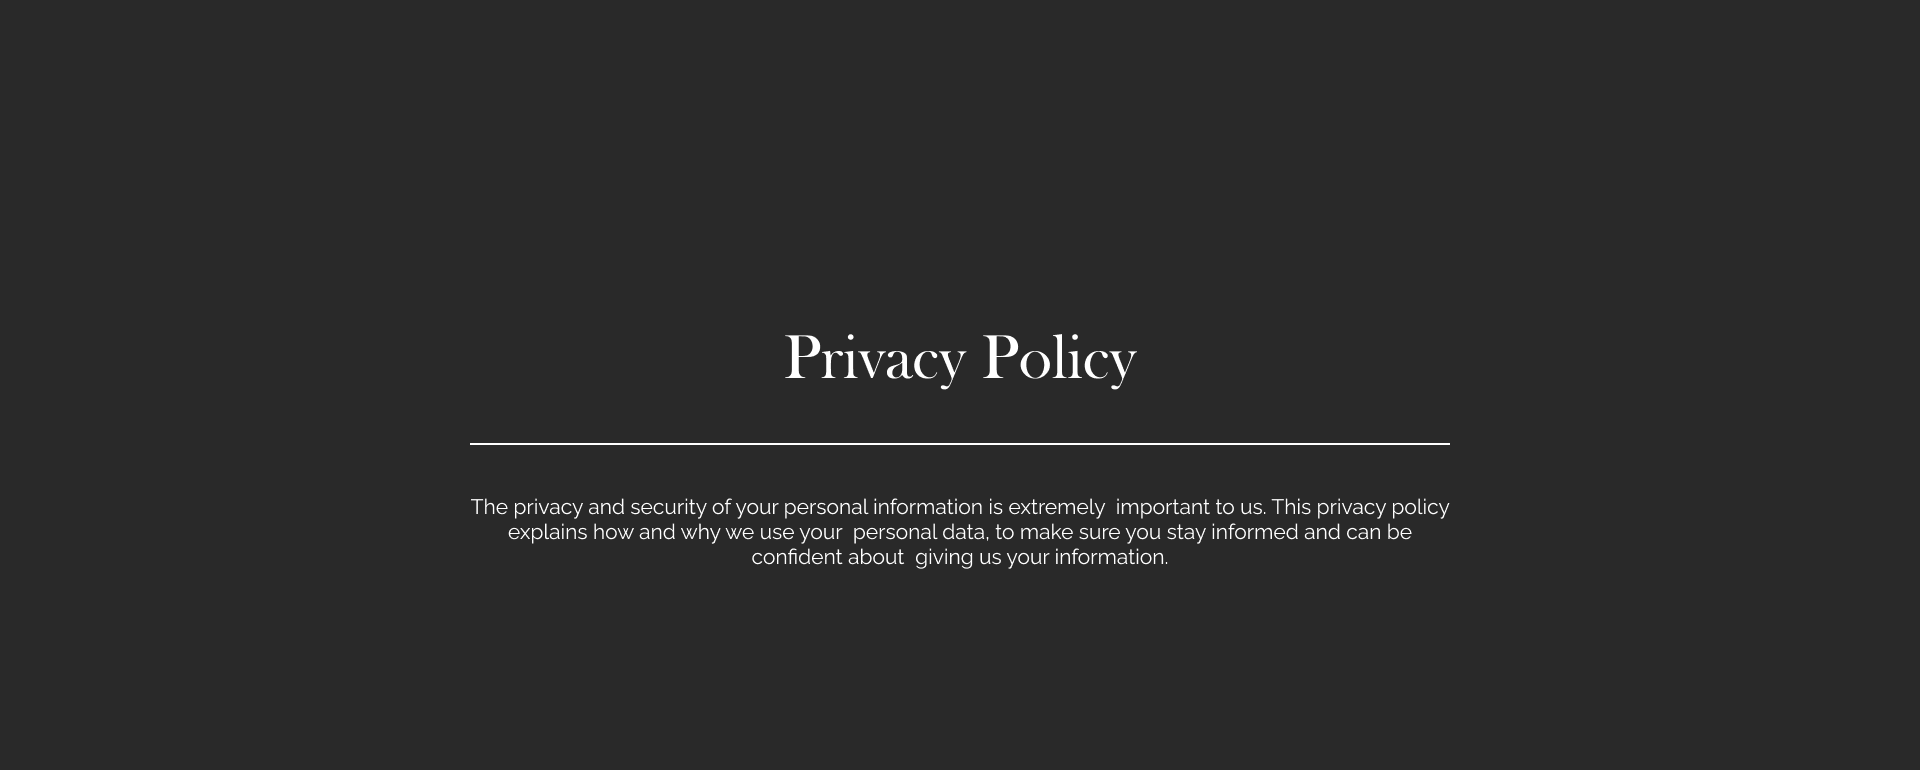 Privacy Policy
The privacy and security of your personal information is extremely  important to us. This privacy policy
explains how and why we use your  personal data, to make sure you stay informed and can be
confident about  giving us your information.